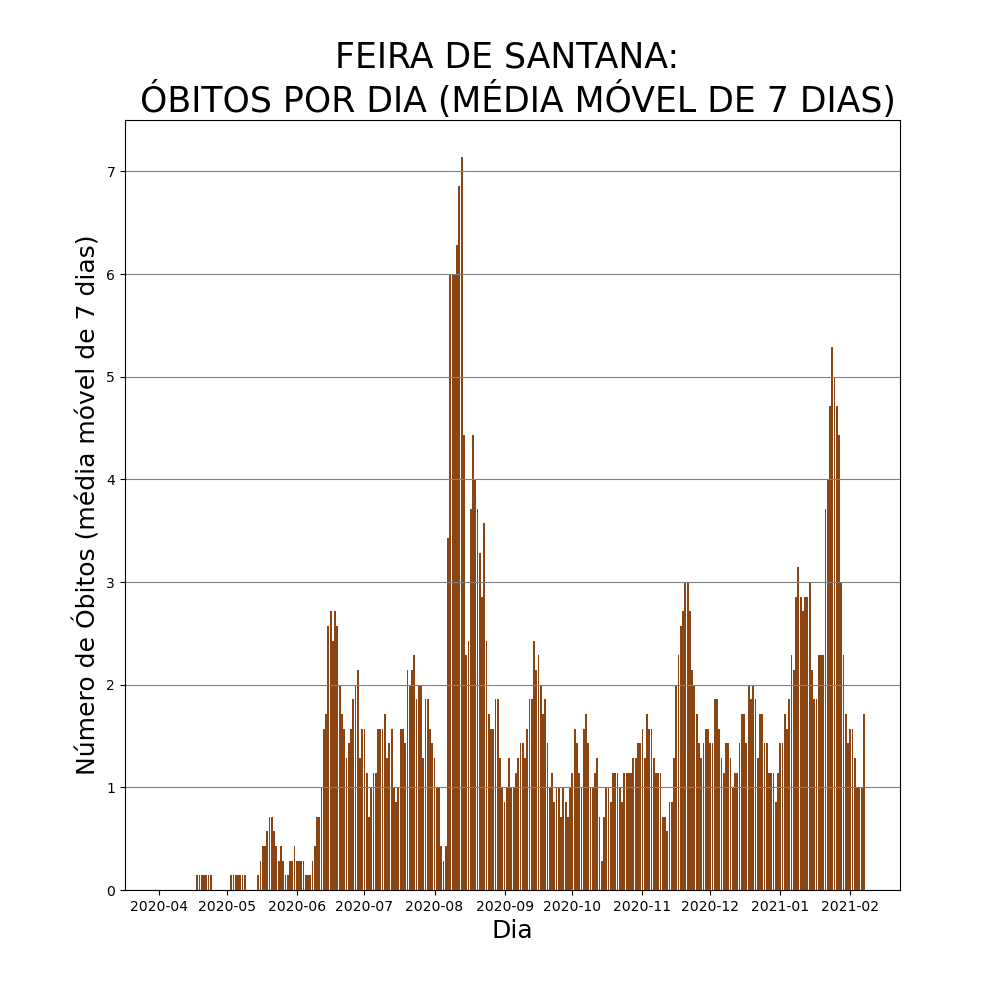 FEIRA DE SANTANA:
ÓBITOS POR DIA (MÉDIA MÓVEL DE 7 DIAS)
Número de Óbitos (média móvel de 7 dias)
7
6
5
4
3
2
1
0
2020-04 2020-05 2020-06 2020-07 2020-08 2020-09 2020-10 2020-11 2020-12 2021-01 2021-02
Dia